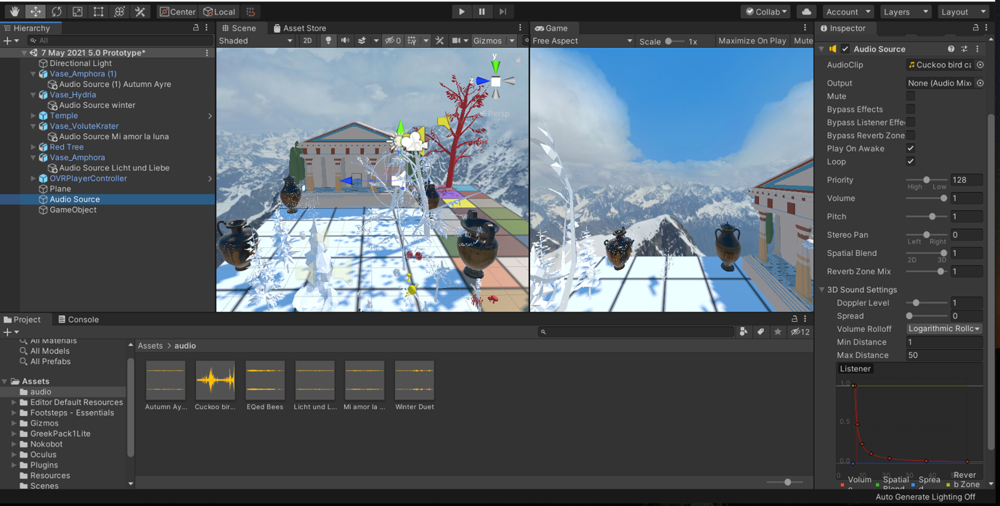 Center Local Collab Account Layers Layout
Hierarchy
All
7 May 2021 5.0 Prototype*
Directional Light
Vase_Amphora (1)
Audio Source (1) Autumn Ayre
Vase_Hydria
Audio Source winter
Temple
Vase_VoluteKrater
Audio Source Mi amor la luna
Red Tree
Vase_Amphora
Audio Source Licht und Liebe
OVRPlayerController
Plane
Audio Source
GameObject
Scene Asset Store
Shaded 2D 0 Gizmos
y
z
Persp
Game
Free Aspect Scale 1x Maximize On Play Mute
Inspector
Audio Source
AudioClip Cuckoo bird ca
Output None (Audio Mixe
Mute
Bypass Effects
Bypass Listener Effe
Bypass Reverb Zone
Play On Awake
Loop
Priority 128
High Low
Volume 1
Pitch 1
Stereo Pan 0
Left Right
Spatial Blend 1
2D 3D
Reverb Zone Mix 1
3D Sound Settings
Doppler Level 1
Spread 0
Volume Rolloff Logarithmic Rollo
Min Distance 1
Max Distance 50
Listener
1.0
0.5
0.0
0 10 20 30 40
Volum Spatial Sprea Rever
e Blend d b Zone
Auto Generate Lighting Off
Project Console
12
All Materials
All Models
All Prefabs
Assets
audio
Editor Default Resources
Footsteps - Essentials
Gizmos
GreekPack1Lite
Nokobot
Oculus
Plugins
Resources
Scenes
Assets > audio
Autumn Ay... Cuckoo bir... EQed Bees Licht und L... Mi amor la ... Winter Duet